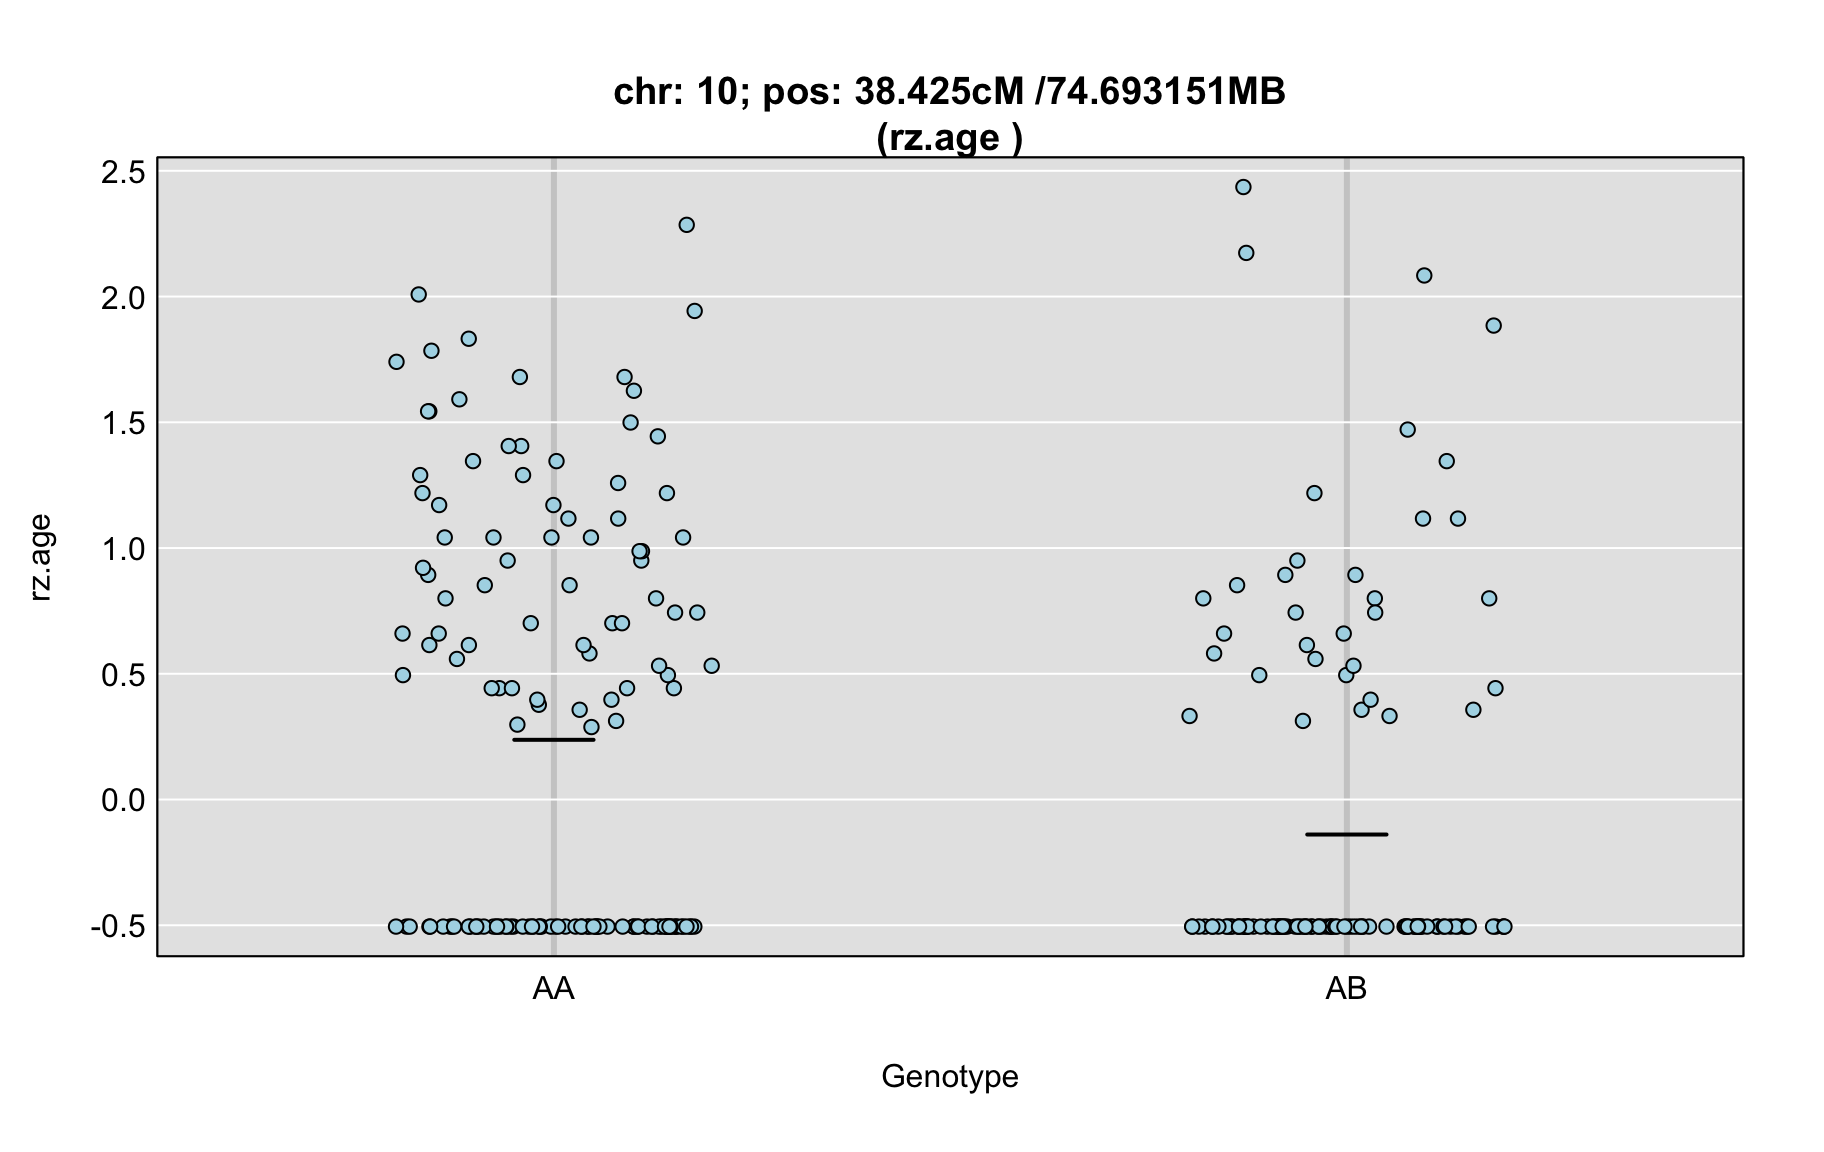 chr: 10; pos: 38.425cM /74.693151MB
(rz.age )
2.5
2.0
1.5
1.0
0.5
0.0
-0.5
rz.age
AA
AB
Genotype